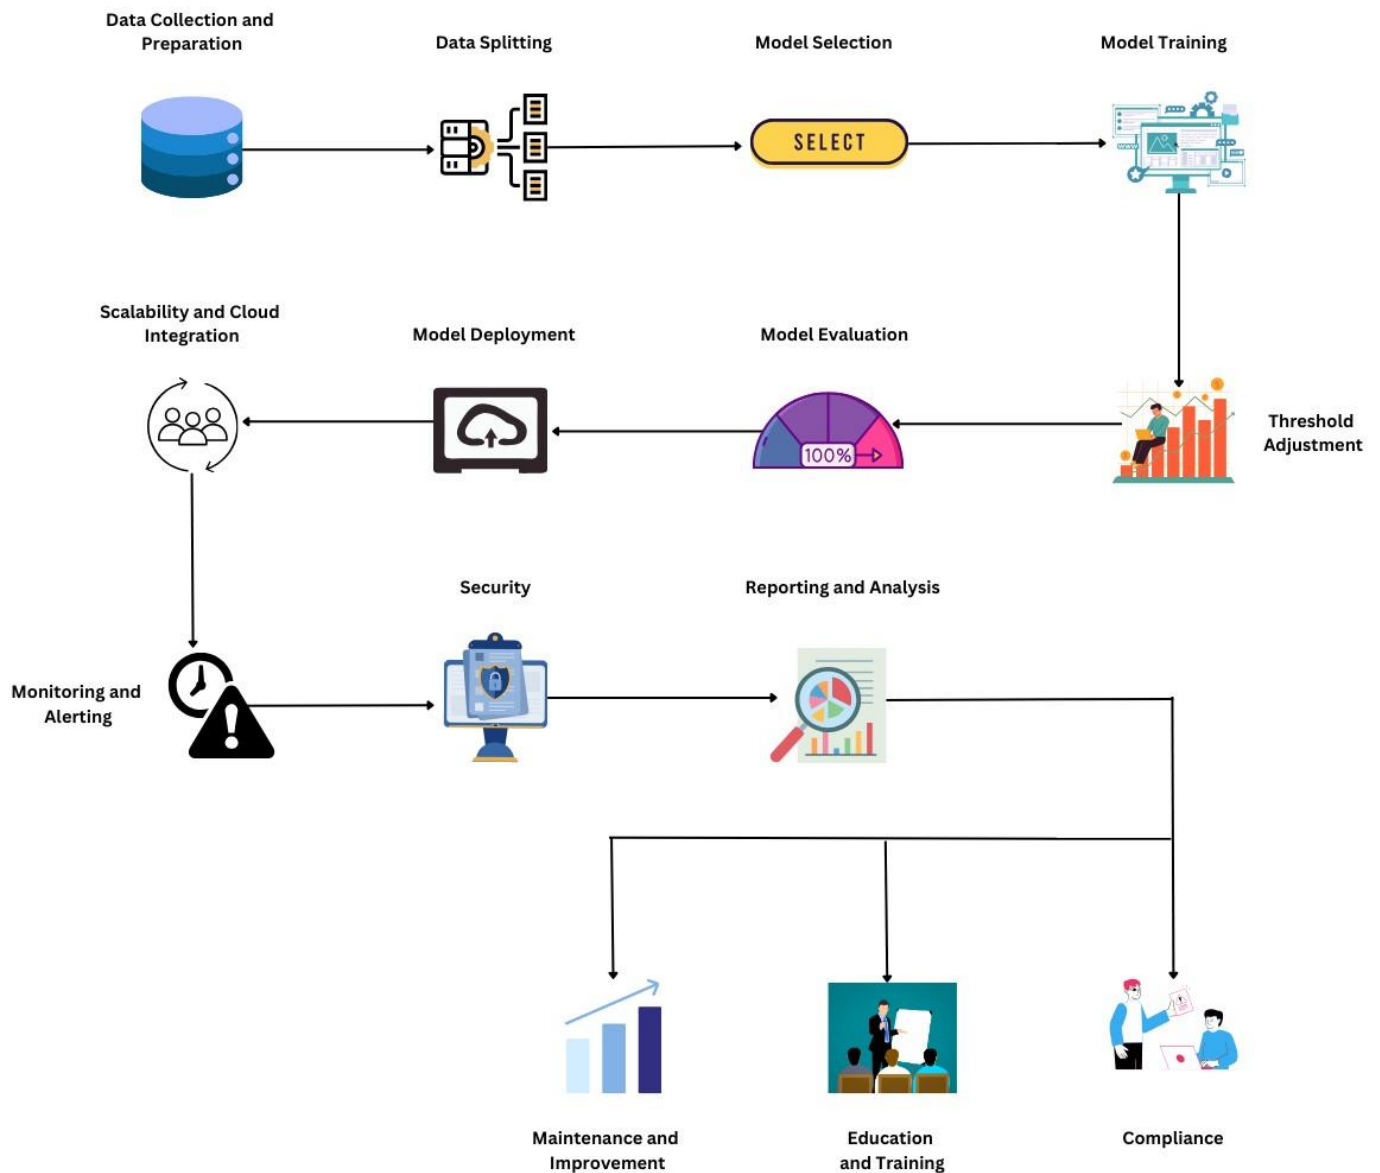 Data Collection and
Preparation
Data Splitting
Model Selection
Model Training
SELECT
Scalability and Cloud
Integration
Model Deployment
Model Evaluation
Threshold
Adjustment
100%
Security
Reporting and Analysis
Monitoring and
Alerting
Maintenance and
Improvement
Education
and Training
Compliance